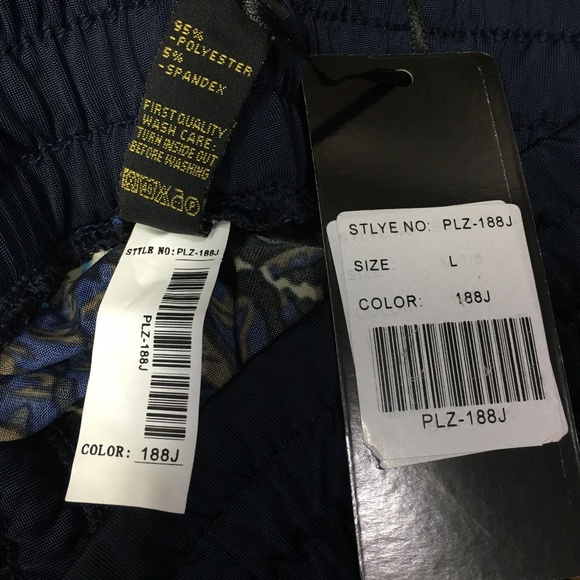 95%
-POLYESTER
5%
-SPANDEX
FIRST QUALITY
WASH CARE:
TURN INSIDE OUT
BEFORE WASHING
STYLE NO: PLZ-188J
PLZ-188J
COLOR: 188J
STLYE NO: PLZ-188J
SIZE: L
COLOR: 188J
PLZ-188J